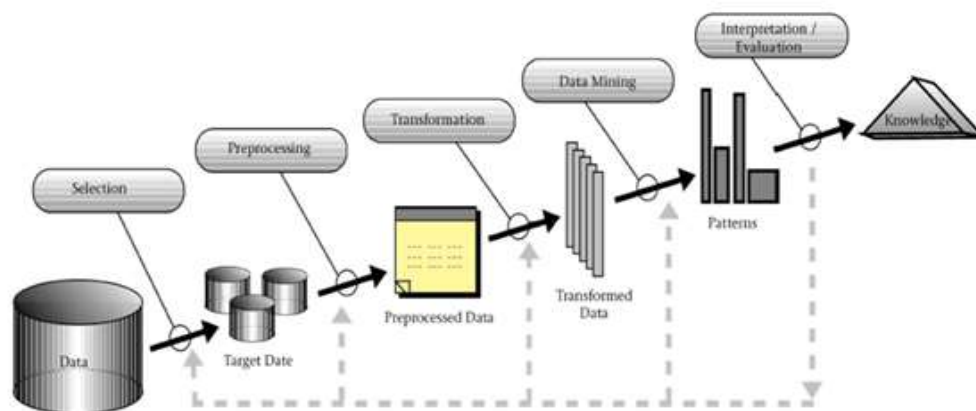 Interpretation /
Evaluation
Data Mining
Transformation
Preprocessing
Selection
Knowledge
Patterns
Transformed
Data
Preprocessed Data
Target Date
Data